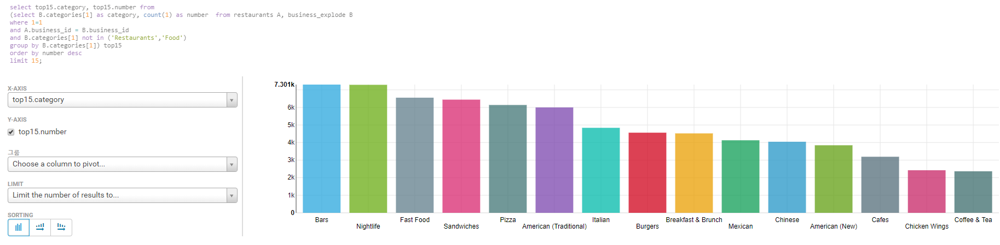 select top15.category, top15.number from
(select B.categories[1] as category, count(1) as number  from restaurants A, business_explode B
where 1=1
and A.business_id = B.business_id
and B.categories[1] not in ('Restaurants','Food')
group by B.categories[1]) top15
order by number desc
limit 15;
X-AXIS
top15.category
Y-AXIS
top15.number
그룹
Choose a column to pivot...
LIMIT
Limit the number of results to...
SORTING
7.301k
6k
5k
4k
3k
2k
1k
0
Bars
Nightlife
Fast Food
Sandwiches
Pizza
American (Traditional)
Italian
Burgers
Breakfast & Brunch
Mexican
Chinese
American (New)
Cafes
Chicken Wings
Coffee & Tea